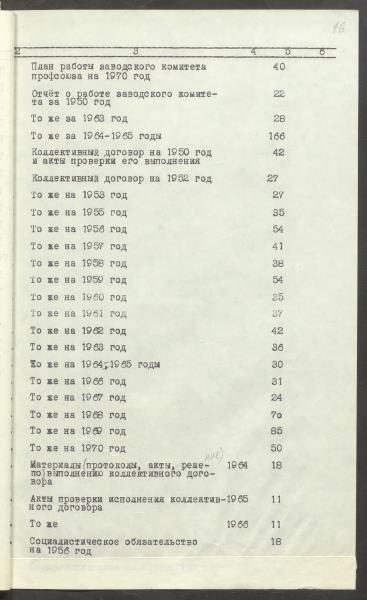 16
2 3 4 5 6
План работы заводского комитета 40
профсоюза на 1970 год
Отчёт о работе заводского комите- 22
та за 1950 год
То же за 1963 год 28
То же за 1964-1965 годы 166
Коллективный договор на 1950 год 42
и акты проверки его выполнения
Коллективный договор на 1952 год 27
То же на 1953 год 27
То же на 1955 год 35
То же на 1956 год 54
То же на 1957 год 41
То же на 1958 год 38
То же на 1959 год 54
То же на 1960 год 35
То же на 1961 год 37
То же на 1962 год 42
То же на 1963 год 36
Хо же на 1964-1965 годы 30
То же на 1966 год 31
То же на 1967 год 24
То же на 1968 год 7о
То же на 1969 год 85
То же на 1970 год 50
ние)
Материалы(протоколы, акты, реше- 1964 18
по)выполнению коллективного дого-
вора
Акты проверки исполнения коллектив-1965 11
ного договора
То же 1966 11
Социалистическое обязательство 18
на 1956 год